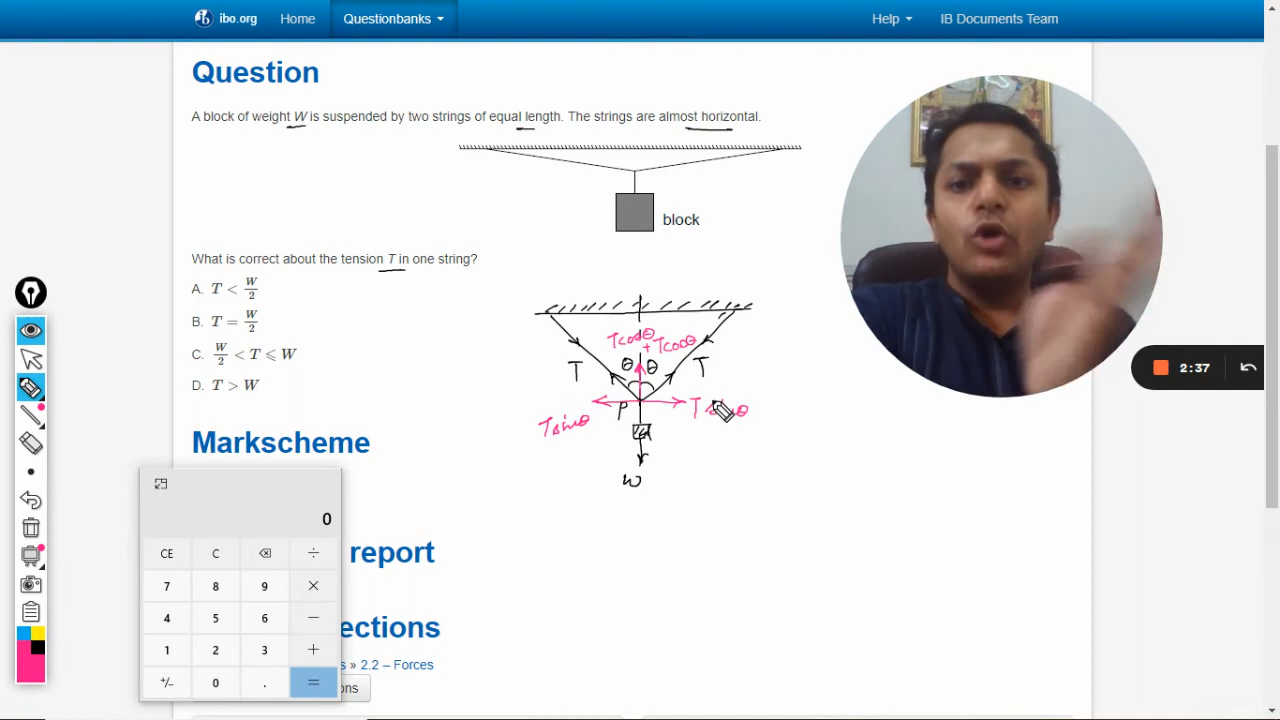 ibo.org Home Questionbanks Help IB Documents Team
Question
A block of weight W is suspended by two strings of equal length. The strings are almost horizontal.
block
What is correct about the tension T in one string?
A. T < W/2
B. T = W/2
C. W/2 < T ⩽ W
D. T > W
Tcosθ + Tcosθ
θ θ
T T
P
Tsinθ
W
2:37
Markscheme
0
report
CE C ⌫ ÷
7 8 9 ×
4 5 6 −
1 2 3 +
+/− 0 . =
ections
s » 2.2 – Forces
ons